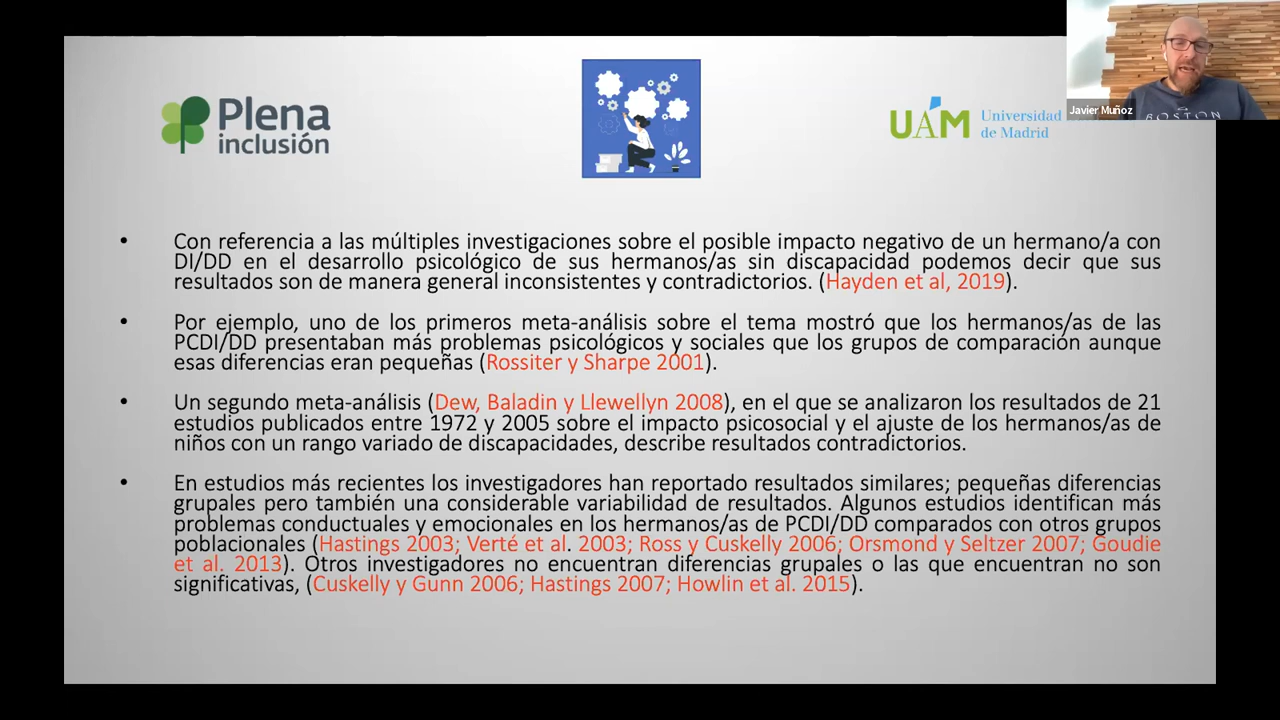 Plena
inclusión
UAM Universidad
de Madrid
Javier Muñoz
BOSTON
• Con referencia a las múltiples investigaciones sobre el posible impacto negativo de un hermano/a con
DI/DD en el desarrollo psicológico de sus hermanos/as sin discapacidad podemos decir que sus
resultados son de manera general inconsistentes y contradictorios. (Hayden et al, 2019).
• Por ejemplo, uno de los primeros meta-análisis sobre el tema mostró que los hermanos/as de las
PCDI/DD presentaban más problemas psicológicos y sociales que los grupos de comparación aunque
esas diferencias eran pequeñas (Rossiter y Sharpe 2001).
• Un segundo meta-análisis (Dew, Baladin y Llewellyn 2008), en el que se analizaron los resultados de 21
estudios publicados entre 1972 y 2005 sobre el impacto psicosocial y el ajuste de los hermanos/as de
niños con un rango variado de discapacidades, describe resultados contradictorios.
• En estudios más recientes los investigadores han reportado resultados similares; pequeñas diferencias
grupales pero también una considerable variabilidad de resultados. Algunos estudios identifican más
problemas conductuales y emocionales en los hermanos/as de PCDI/DD comparados con otros grupos
poblacionales (Hastings 2003; Verté et al. 2003; Ross y Cuskelly 2006; Orsmond y Seltzer 2007; Goudie
et al. 2013). Otros investigadores no encuentran diferencias grupales o las que encuentran no son
significativas, (Cuskelly y Gunn 2006; Hastings 2007; Howlin et al. 2015).